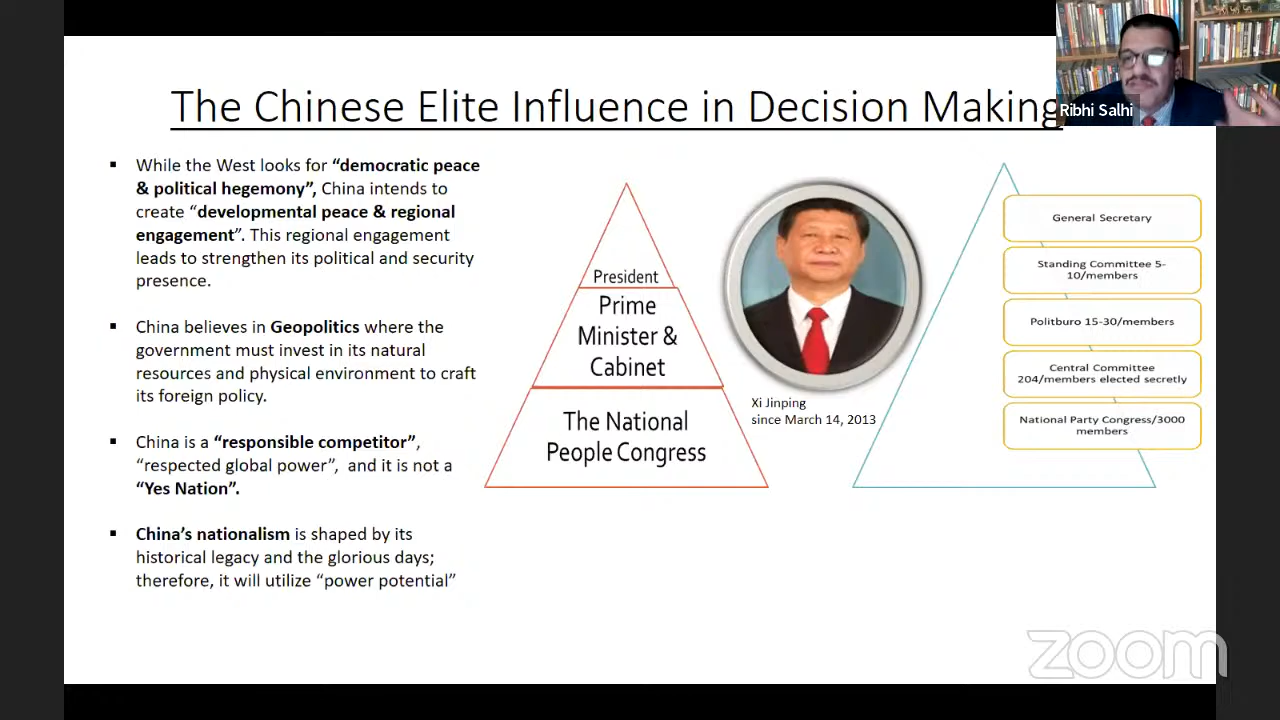 The Chinese Elite Influence in Decision Making
Ribhi Salhi
▪ While the West looks for “democratic peace
& political hegemony”, China intends to
create “developmental peace & regional
engagement”. This regional engagement
leads to strengthen its political and security
presence.
▪ China believes in Geopolitics where the
government must invest in its natural
resources and physical environment to craft
its foreign policy.
▪ China is a “responsible competitor”,
“respected global power”, and it is not a
“Yes Nation”.
▪ China’s nationalism is shaped by its
historical legacy and the glorious days;
therefore, it will utilize “power potential”
President
Prime
Minister &
Cabinet
The National
People Congress
Xi Jinping
since March 14, 2013
General Secretary
Standing Committee 5-
10/members
Politburo 15-30/members
Central Committee
204/members elected secretly
National Party Congress/3000
members
zoom